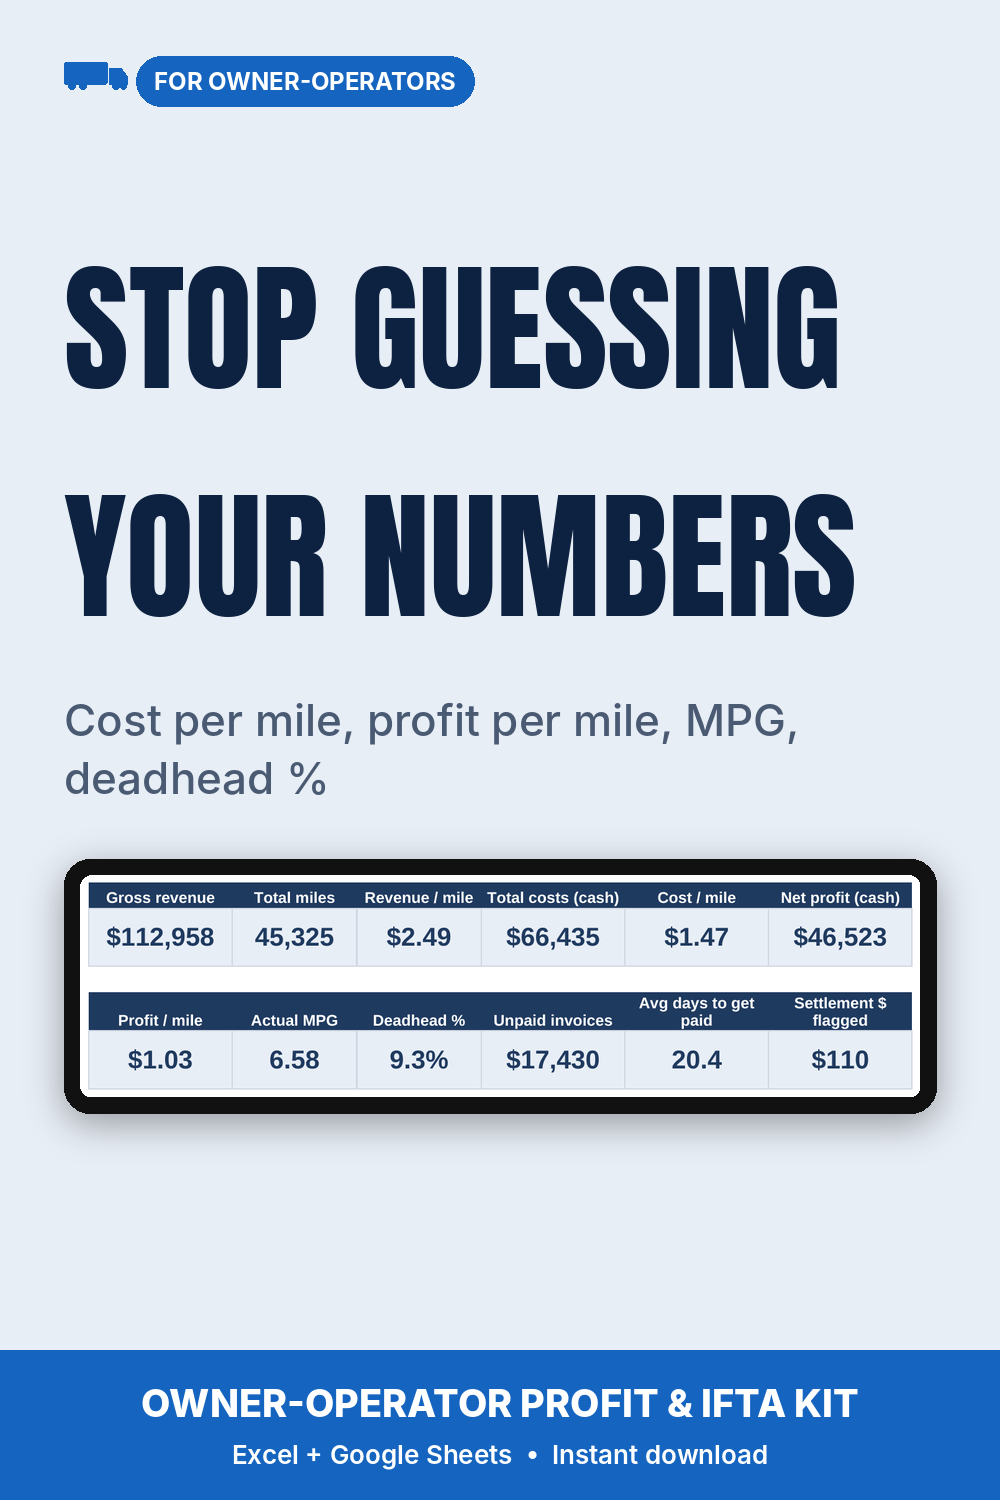 FOR OWNER-OPERATORS
STOP GUESSING
YOUR NUMBERS
Cost per mile, profit per mile, MPG,
deadhead %
Gross revenue Total miles Revenue / mile Total costs (cash) Cost / mile Net profit (cash)
$112,958 45,325 $2.49 $66,435 $1.47 $46,523
Profit / mile Actual MPG Deadhead % Unpaid invoices Avg days to get paid Settlement $ flagged
$1.03 6.58 9.3% $17,430 20.4 $110
OWNER-OPERATOR PROFIT & IFTA KIT
Excel + Google Sheets • Instant download